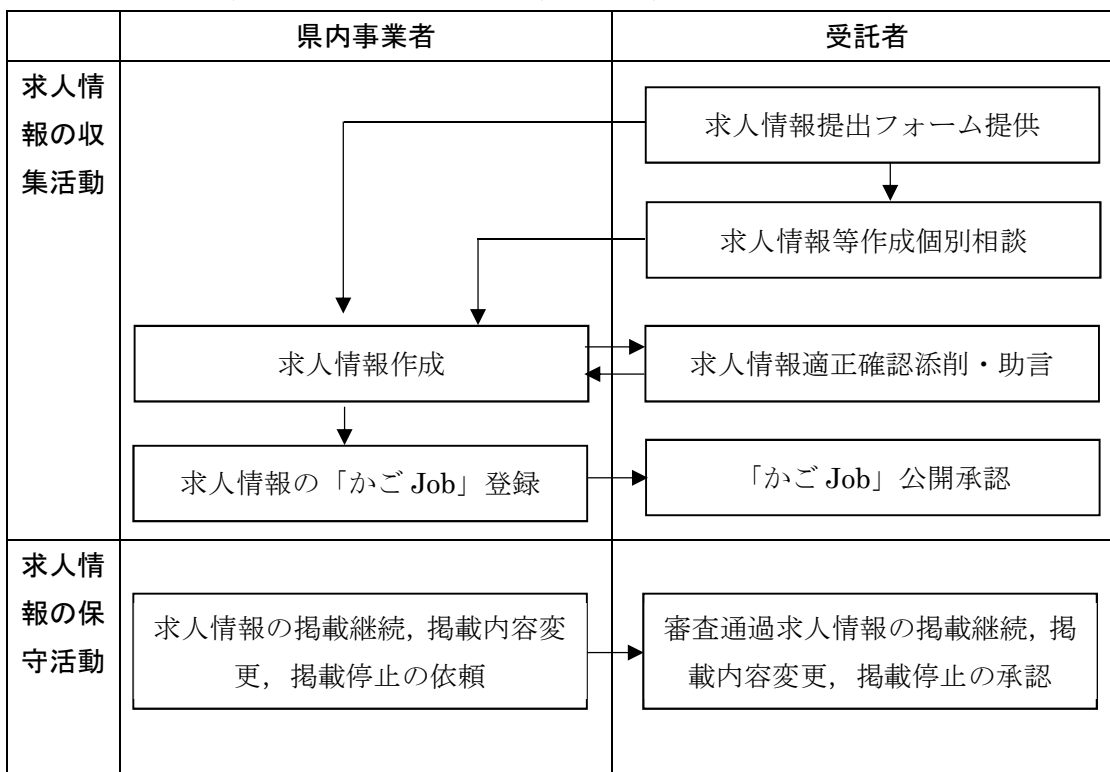 県内事業者
受託者
求人情
報の収
集活動
求人情報提出フォーム提供
求人情報等作成個別相談
求人情報作成
求人情報適正確認添削・助言
求人情報の「かご Job」登録
「かご Job」公開承認
求人情
報の保
守活動
求人情報の掲載継続，掲載内容変
更，掲載停止の依頼
審査通過求人情報の掲載継続，掲
載内容変更，掲載停止の承認